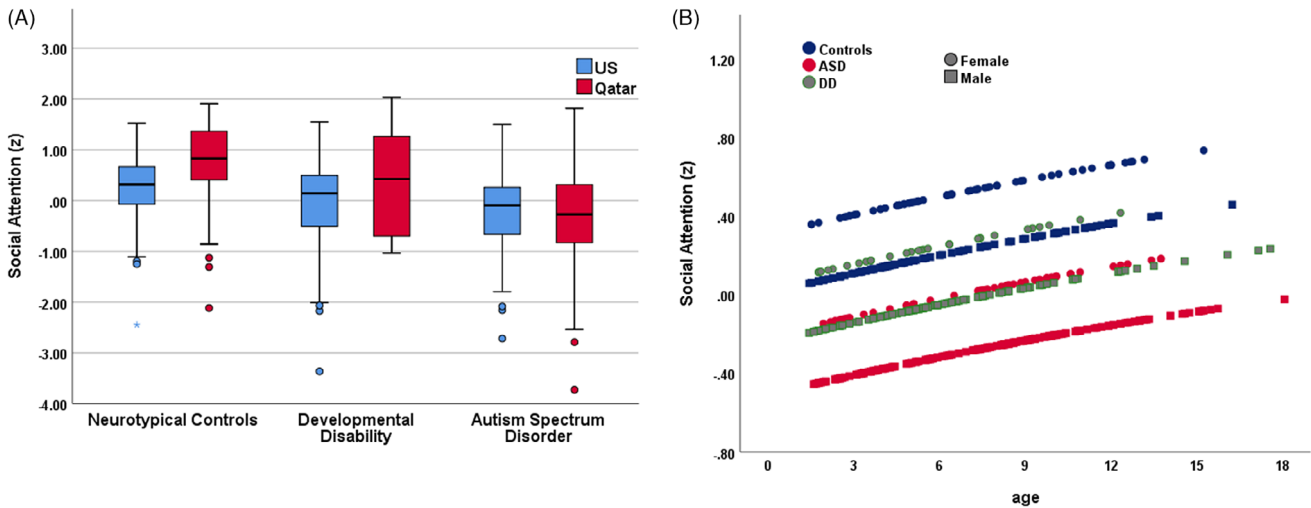 (A)
Social Attention (z)
3.00
2.00
1.00
.00
-1.00
-2.00
-3.00
-4.00
US
Qatar
Neurotypical Controls
Developmental
Disability
Autism Spectrum
Disorder
(B)
Social Attention (z)
1.20
.80
.40
.00
-.40
-.80
Controls
ASD
DD
Female
Male
0 3 6 9 12 15 18
age